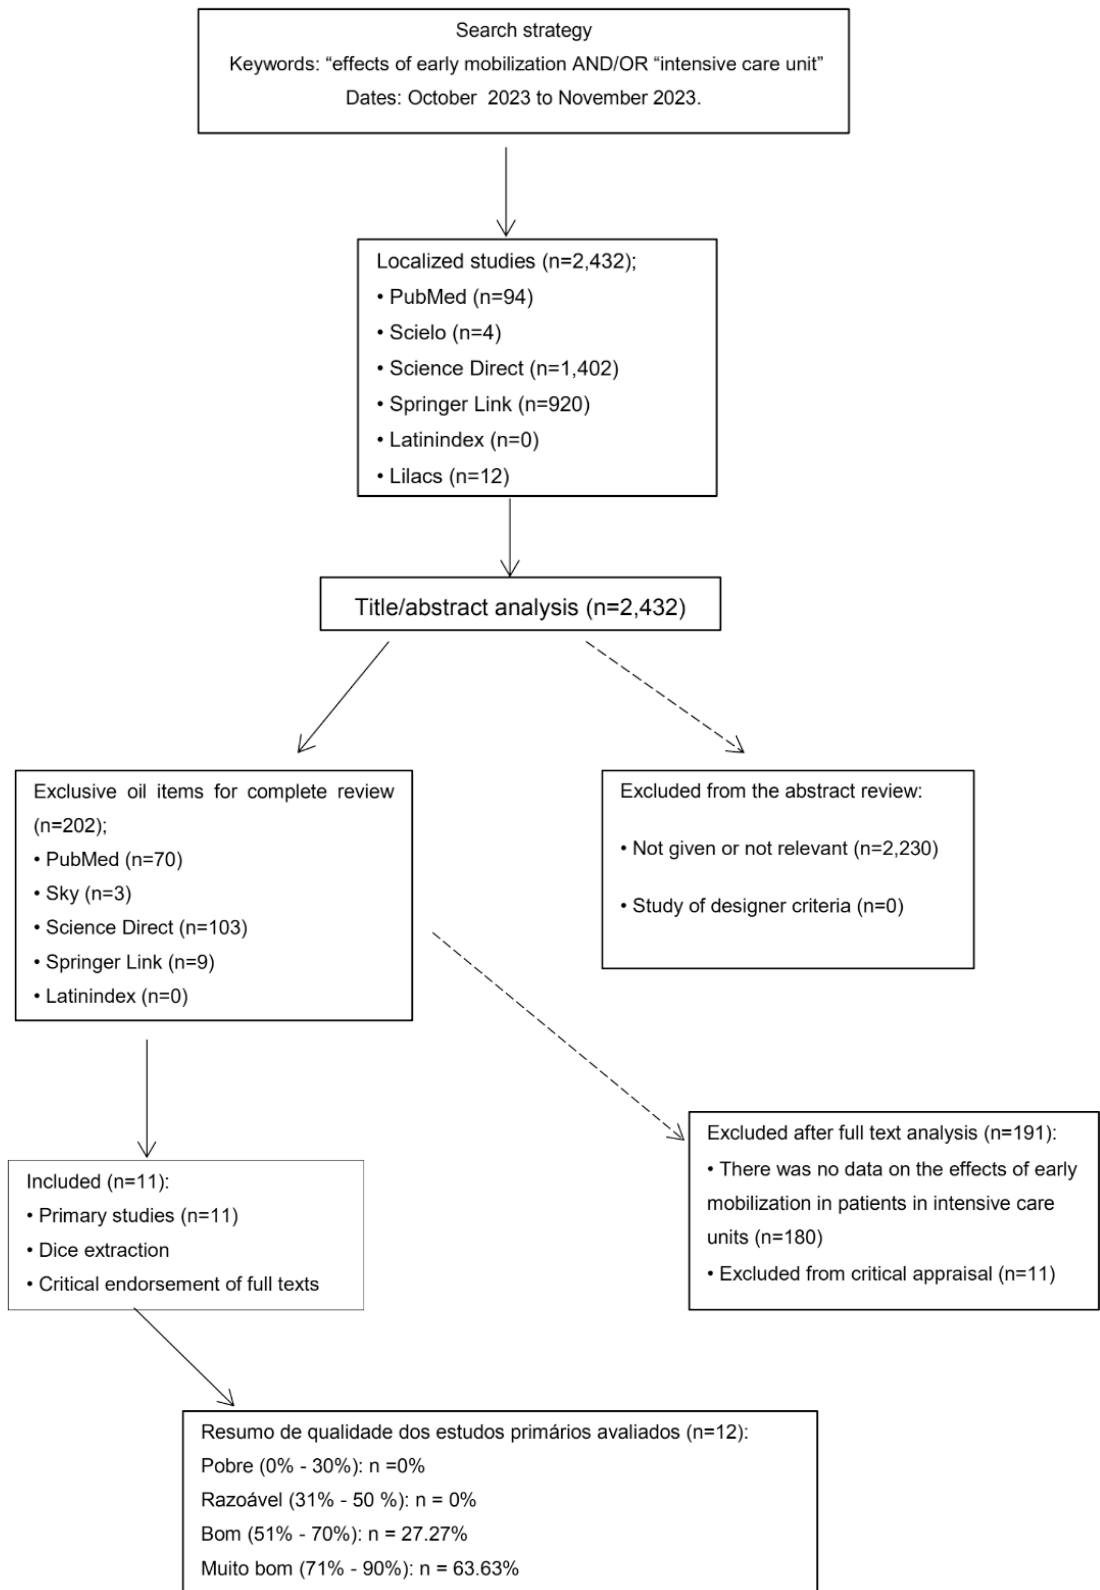 Search strategy
Keywords: “effects of early mobilization AND/OR “intensive care unit”
Dates: October 2023 to November 2023.
Localized studies (n=2,432);
• PubMed (n=94)
• Scielo (n=4)
• Science Direct (n=1,402)
• Springer Link (n=920)
• Latinindex (n=0)
• Lilacs (n=12)
Title/abstract analysis (n=2,432)
Exclusive oil items for complete review
(n=202);
• PubMed (n=70)
• Sky (n=3)
• Science Direct (n=103)
• Springer Link (n=9)
• Latinindex (n=0)
Excluded from the abstract review:
• Not given or not relevant (n=2,230)
• Study of designer criteria (n=0)
Excluded after full text analysis (n=191):
• There was no data on the effects of early
mobilization in patients in intensive care
units (n=180)
• Excluded from critical appraisal (n=11)
Included (n=11):
• Primary studies (n=11)
• Dice extraction
• Critical endorsement of full texts
Resumo de qualidade dos estudos primários avaliados (n=12):
Pobre (0% - 30%): n =0%
Razoável (31% - 50 %): n = 0%
Bom (51% - 70%): n = 27.27%
Muito bom (71% - 90%): n = 63.63%